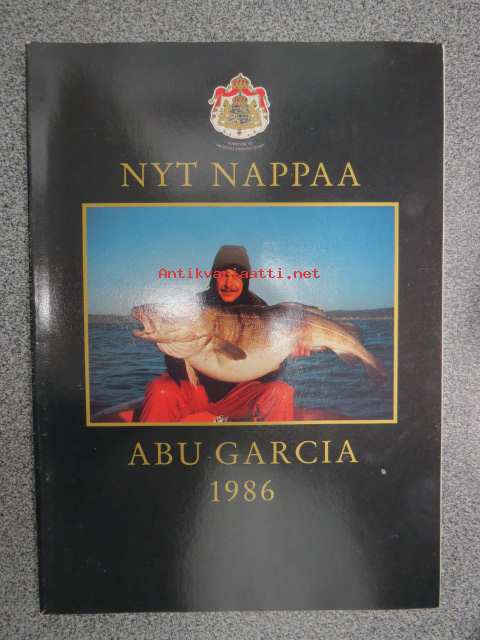 NYT NAPPAA
Antikvariaatti.net
ABU GARCIA
1986